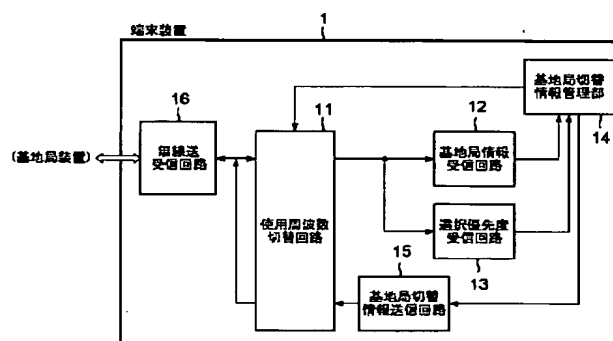 端末装置
1
16
無線送
受信回路
(基地局装置)
11
使用周波数
切替回路
12
基地局情報
受信回路
基地局切替
情報管理部
14
選択優先度
受信回路
13
15
基地局切替
情報送信回路